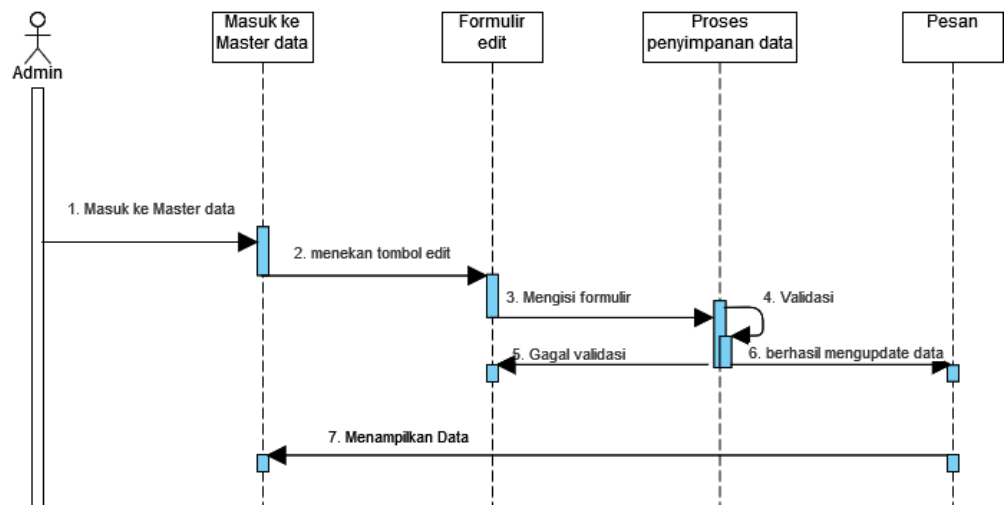 Masuk ke
Master data
Formulir
edit
Proses
penyimpanan data
Pesan
Admin
1. Masuk ke Master data
2. menekan tombol edit
3. Mengisi formulir
4. Validasi
5. Gagal validasi
6. berhasil mengupdate data
7. Menampilkan Data